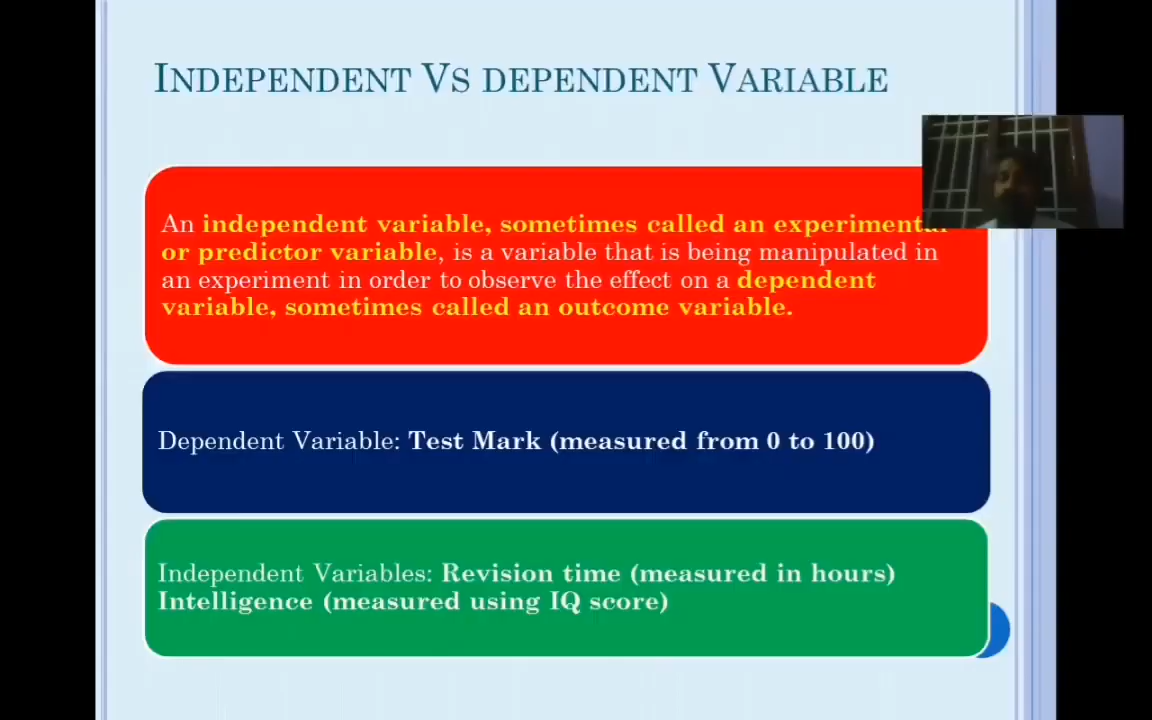 INDEPENDENT VS DEPENDENT VARIABLE
An independent variable, sometimes called an experimental
or predictor variable, is a variable that is being manipulated in
an experiment in order to observe the effect on a dependent
variable, sometimes called an outcome variable.
Dependent Variable: Test Mark (measured from 0 to 100)
Independent Variables: Revision time (measured in hours)
Intelligence (measured using IQ score)